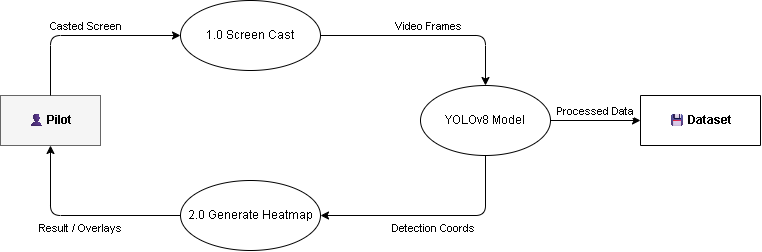 Casted Screen
1.0 Screen Cast
Video Frames
👤 Pilot
YOLOv8 Model
Processed Data
💾 Dataset
Result / Overlays
2.0 Generate Heatmap
Detection Coords